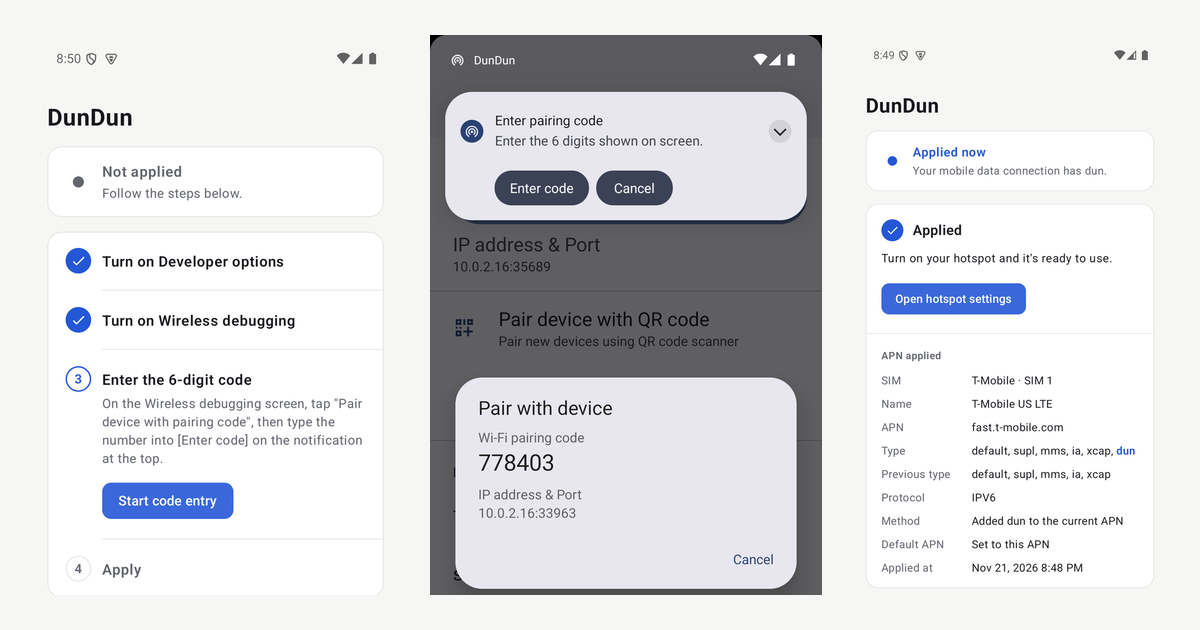 8:50
DunDun
Not applied
Follow the steps below.
Turn on Developer options
Turn on Wireless debugging
3
Enter the 6-digit code
On the Wireless debugging screen, tap "Pair
device with pairing code", then type the
number into [Enter code] on the notification
at the top.
Start code entry
4
Apply
DunDun
Enter pairing code
Enter the 6 digits shown on screen.
Enter code
Cancel
IP address & Port
10.0.2.16:35689
Pair device with QR code
Pair new devices using QR code scanner
Pair with device
Wi-Fi pairing code
778403
IP address & Port
10.0.2.16:33963
Cancel
8:49
DunDun
Applied now
Your mobile data connection has dun.
Applied
Turn on your hotspot and it's ready to use.
Open hotspot settings
APN applied
SIM T-Mobile · SIM 1
Name T-Mobile US LTE
APN fast.t-mobile.com
Type default, supl, mms, ia, xcap, dun
Previous type default, supl, mms, ia, xcap
Protocol IPV6
Method Added dun to the current APN
Default APN Set to this APN
Applied at Nov 21, 2026 8:48 PM